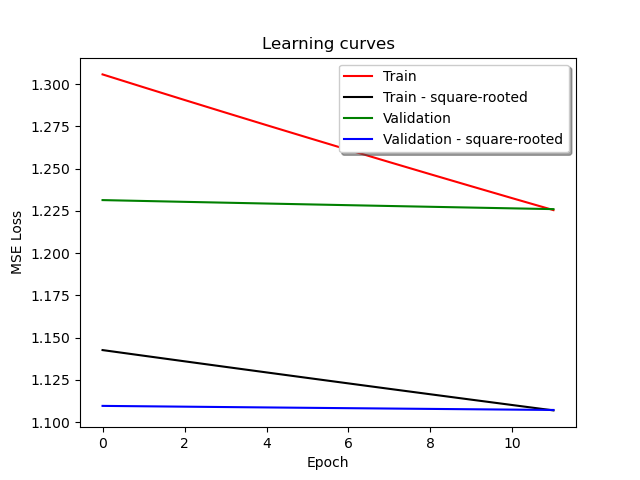 Learning curves
Train
Train - square-rooted
Validation
Validation - square-rooted
1.300
1.275
1.250
1.225
1.200
1.175
1.150
1.125
1.100
MSE Loss
0 2 4 6 8 10
Epoch